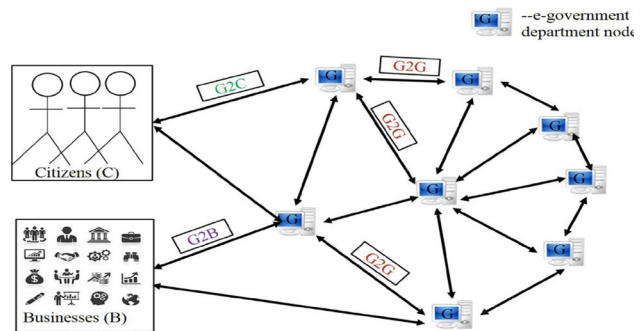 --e-government
department node
G
G2G
G2C
G
G
G2G
G
G
G
Citizens (C)
G
G2B
G
G2G
G
Businesses (B)